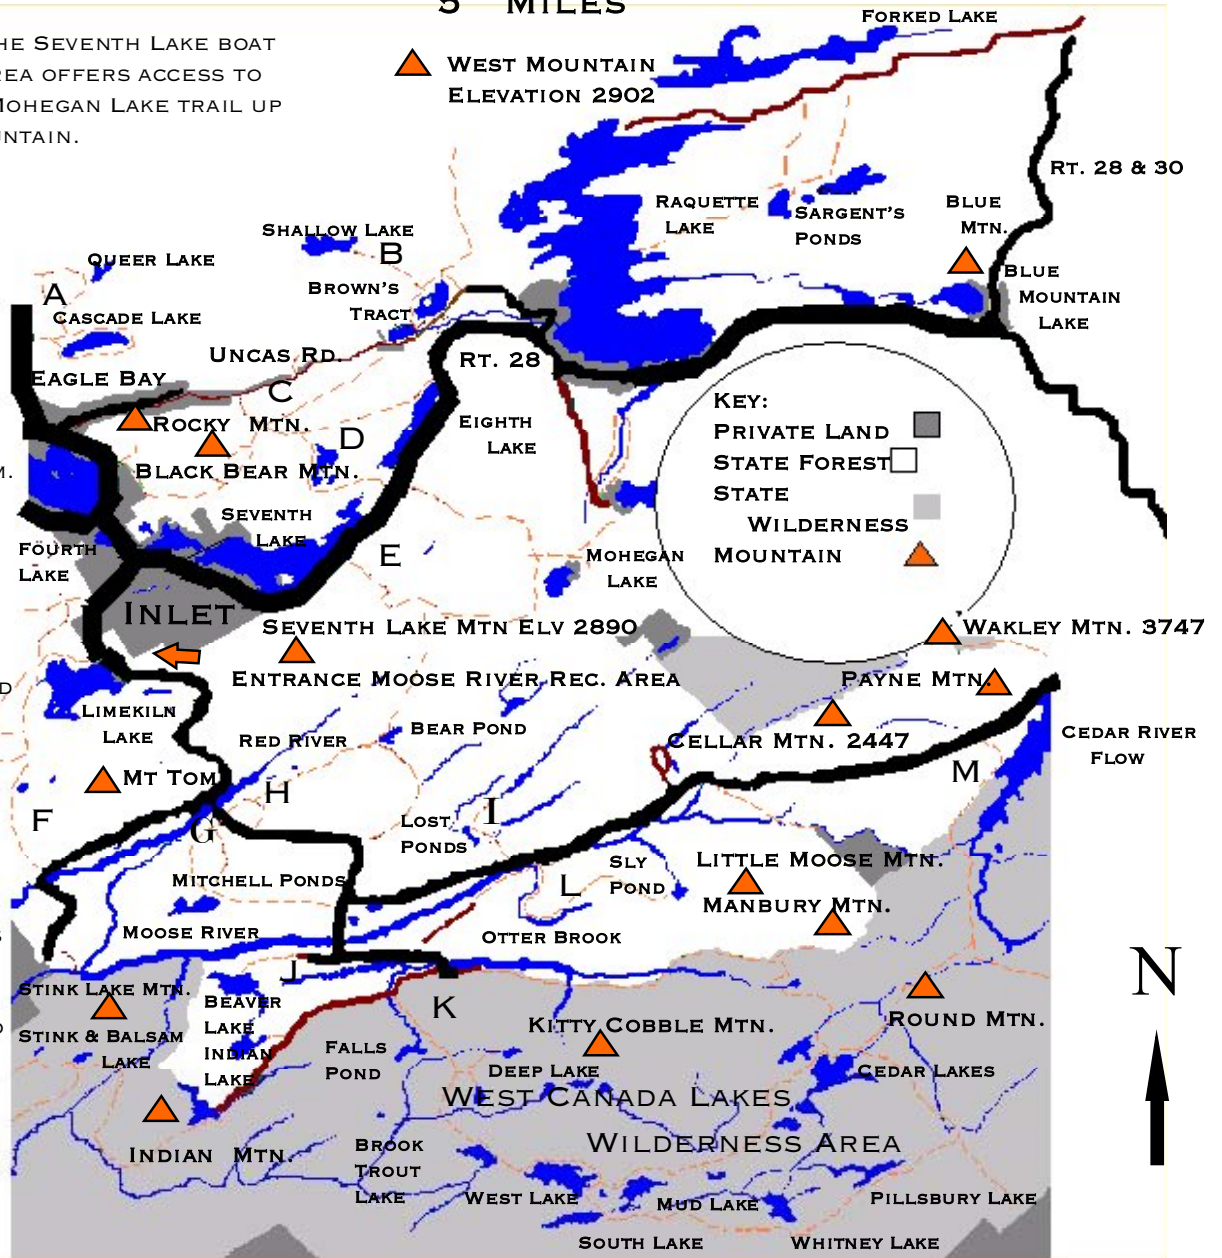 5 MILES
FORKED LAKE
HE SEVENTH LAKE BOAT
REA OFFERS ACCESS TO
MOHEGAN LAKE TRAIL UP
UNTAIN.
WEST MOUNTAIN
ELEVATION 2902
RT. 28 & 30
RAQUETTE
LAKE
SARGENT'S
PONDS
BLUE
MTN.
SHALLOW LAKE
B
QUEER LAKE
A
BROWN'S
TRACT
BLUE
MOUNTAIN
LAKE
CASCADE LAKE
UNCAS RD.
RT. 28
EAGLE BAY
C
ROCKY MTN.
D
BLACK BEAR MTN.
EIGHTH
LAKE
KEY:
PRIVATE LAND
STATE FOREST
STATE
WILDERNESS
MOUNTAIN
M.
SEVENTH
LAKE
FOURTH
LAKE
E
MOHEGAN
LAKE
INLET
SEVENTH LAKE MTN ELV 2890
WAKLEY MTN. 3747
ENTRANCE MOOSE RIVER REC. AREA
PAYNE MTN.
D
LIMEKILN
LAKE
RED RIVER
BEAR POND
CELLAR MTN. 2447
CEDAR RIVER
FLOW
MT TOM
H
M
F
G
LOST
PONDS
I
SLY
POND
LITTLE MOOSE MTN.
MITCHELL PONDS
L
MANBURY MTN.
MOOSE RIVER
OTTER BROOK
N
J
STINK LAKE MTN.
BEAVER
LAKE
K
STINK & BALSAM
LAKE
INDIAN
LAKE
FALLS
POND
KITTY COBBLE MTN.
ROUND MTN.
DEEP LAKE
CEDAR LAKES
WEST CANADA LAKES
WILDERNESS AREA
INDIAN MTN.
BROOK
TROUT
LAKE
WEST LAKE
MUD LAKE
PILLSBURY LAKE
SOUTH LAKE
WHITNEY LAKE